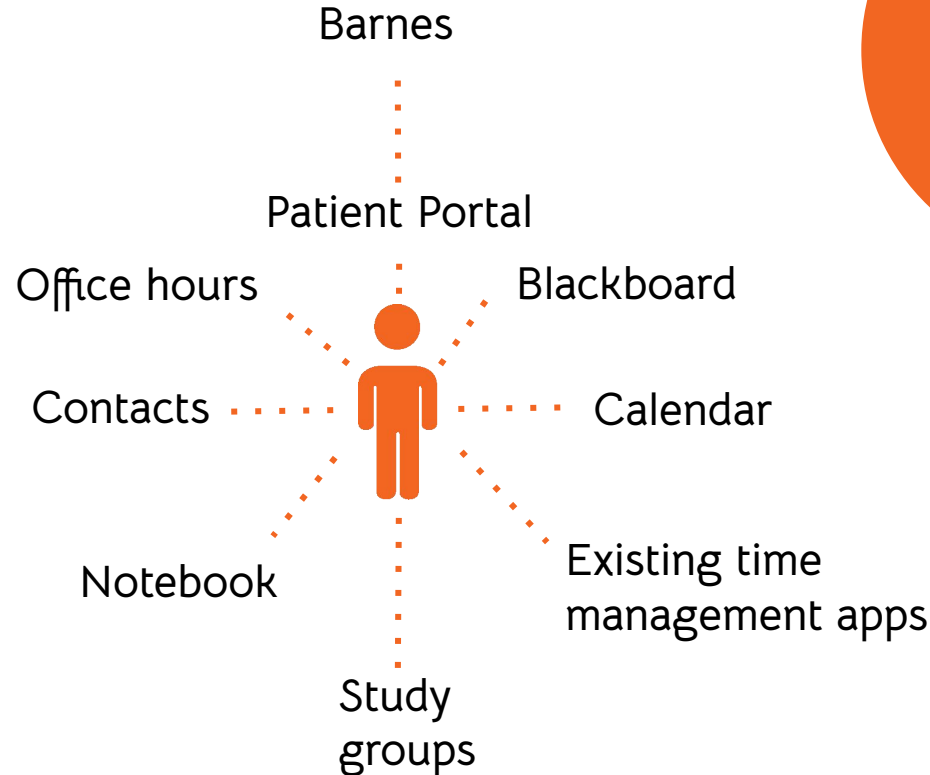 Barnes
Patient Portal
Office hours
Blackboard
Contacts
Calendar
Notebook
Existing time
management apps
Study
groups